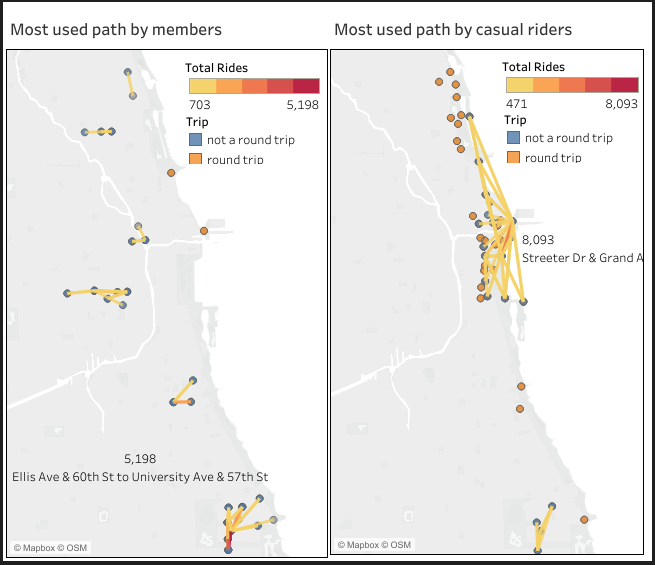 Most used path by members
Total Rides
703 5,198
Trip
not a round trip
round trip
5,198
Ellis Ave & 60th St to University Ave & 57th St
© Mapbox © OSM
Most used path by casual riders
Total Rides
471 8,093
Trip
not a round trip
round trip
8,093
Streeter Dr & Grand A
© Mapbox © OSM